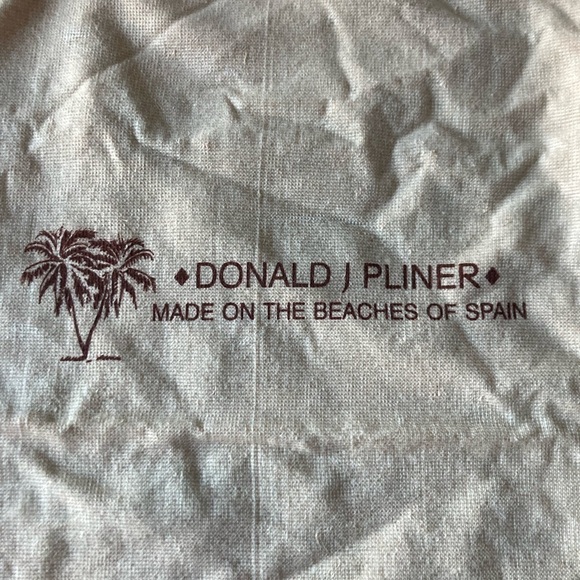 ♦DONALD J PLINER♦
MADE ON THE BEACHES OF SPAIN